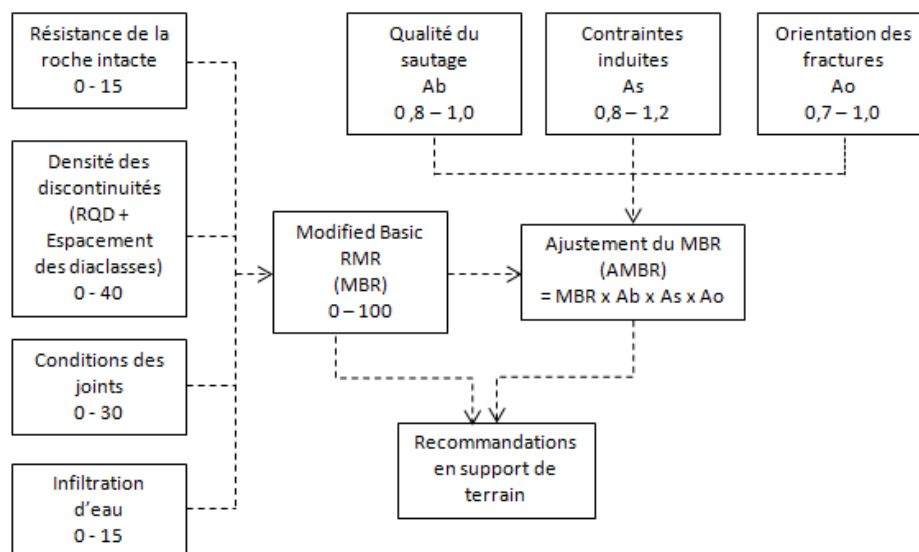 Résistance de la
roche intacte
0 - 15
Densité des
discontinuités
(RQD +
Espacement
des diaclasses)
0 - 40
Conditions des
joints
0 - 30
Infiltration
d'eau
0 - 15
Modified Basic
RMR
(MBR)
0 – 100
Qualité du
sautage
Ab
0 ,8 – 1,0
Contraintes
induites
As
0,8 – 1,2
Orientation des
fractures
Ao
0,7 – 1,0
Ajustement du MBR
(AMBR)
= MBR x Ab x As x Ao
Recommandations
en support de
terrain